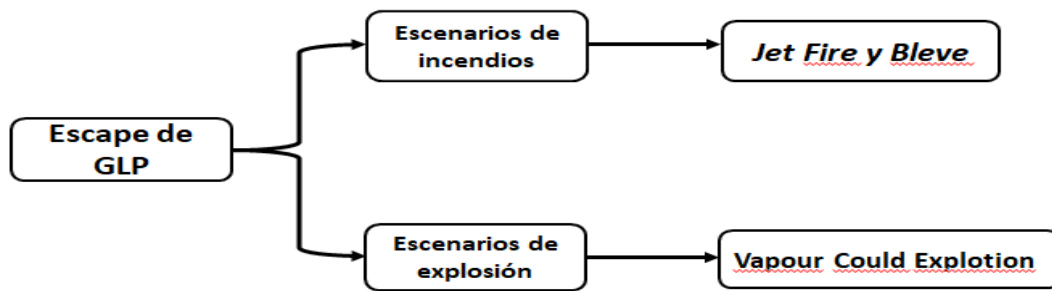 Escenarios de
incendios
Jet Fire y Bleve
Escape de
GLP
Escenarios de
explosión
Vapour Could Explotion